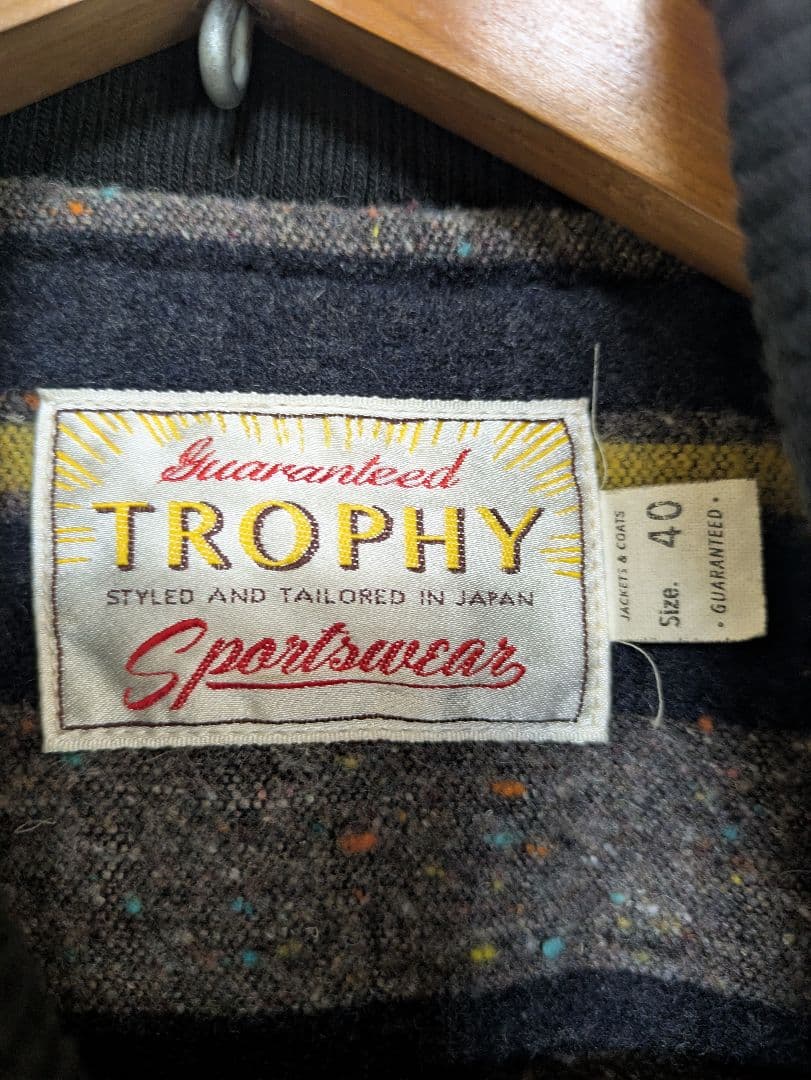 Guaranteed
TROPHY
STYLED AND TAILORED IN JAPAN
Sportswear
JACKETS & COATS
Size. 40
• GUARANTEED •